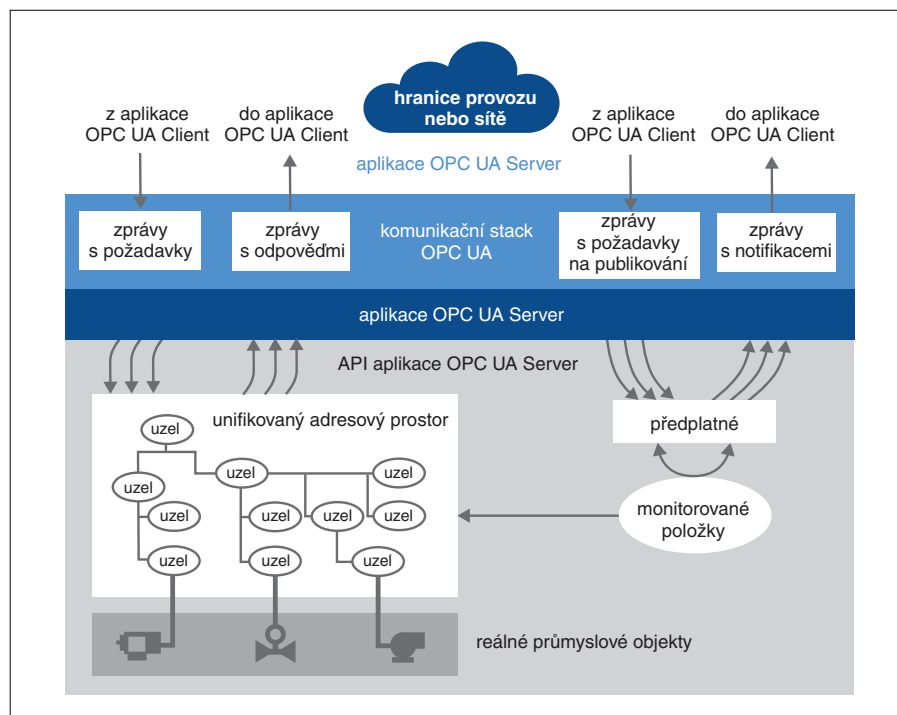 hranice provozu
nebo sítě
z aplikace
OPC UA Client
do aplikace
OPC UA Client
z aplikace
OPC UA Client
do aplikace
OPC UA Client
aplikace OPC UA Server
zprávy
s požadavky
zprávy
s odpověďmi
komunikační stack
OPC UA
zprávy
s požadavky
na publikování
zprávy
s notifikacemi
aplikace OPC UA Server
API aplikace OPC UA Server
unifikovaný adresový prostor
předplatné
uzel
uzel
uzel
uzel
uzel
uzel
uzel
uzel
uzel
uzel
uzel
monitorované
položky
reálné průmyslové objekty